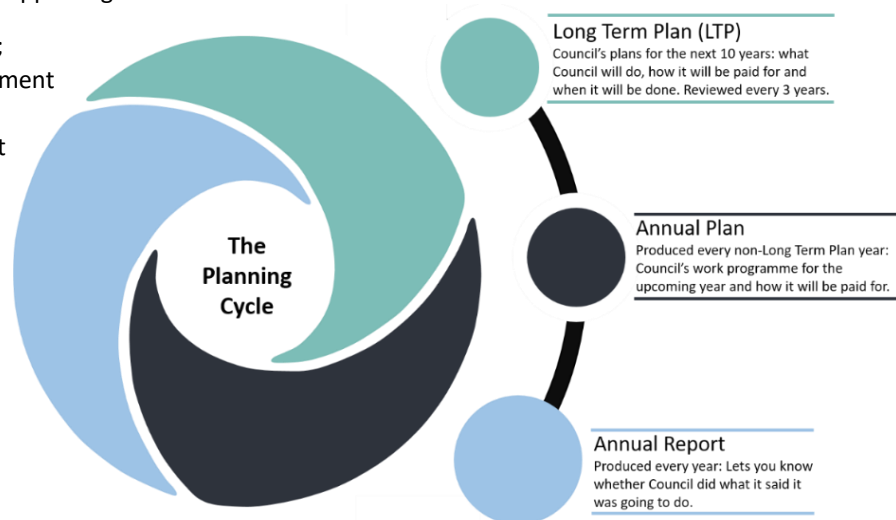 ;
The
Planning
Cycle
Long Term Plan (LTP)
Council's plans for the next 10 years: what
Council will do, how it will be paid for and
when it will be done. Reviewed every 3 years.
Annual Plan
Produced every non-Long Term Plan year:
Council's work programme for the
upcoming year and how it will be paid for.
Annual Report
Produced every year: Lets you know
whether Council did what it said it
was going to do.